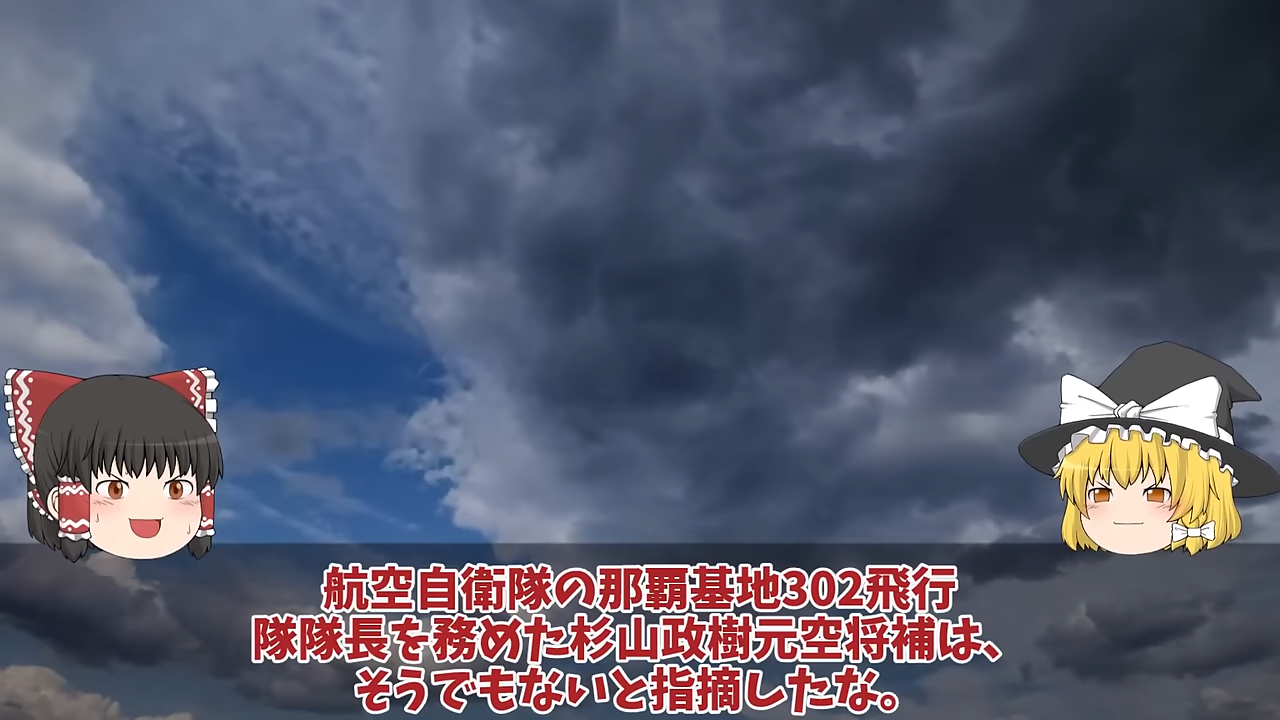 航空自衛隊の那覇基地302飛行
隊隊長を務めた杉山政樹元空将補は、
そうでもないと指摘したな。